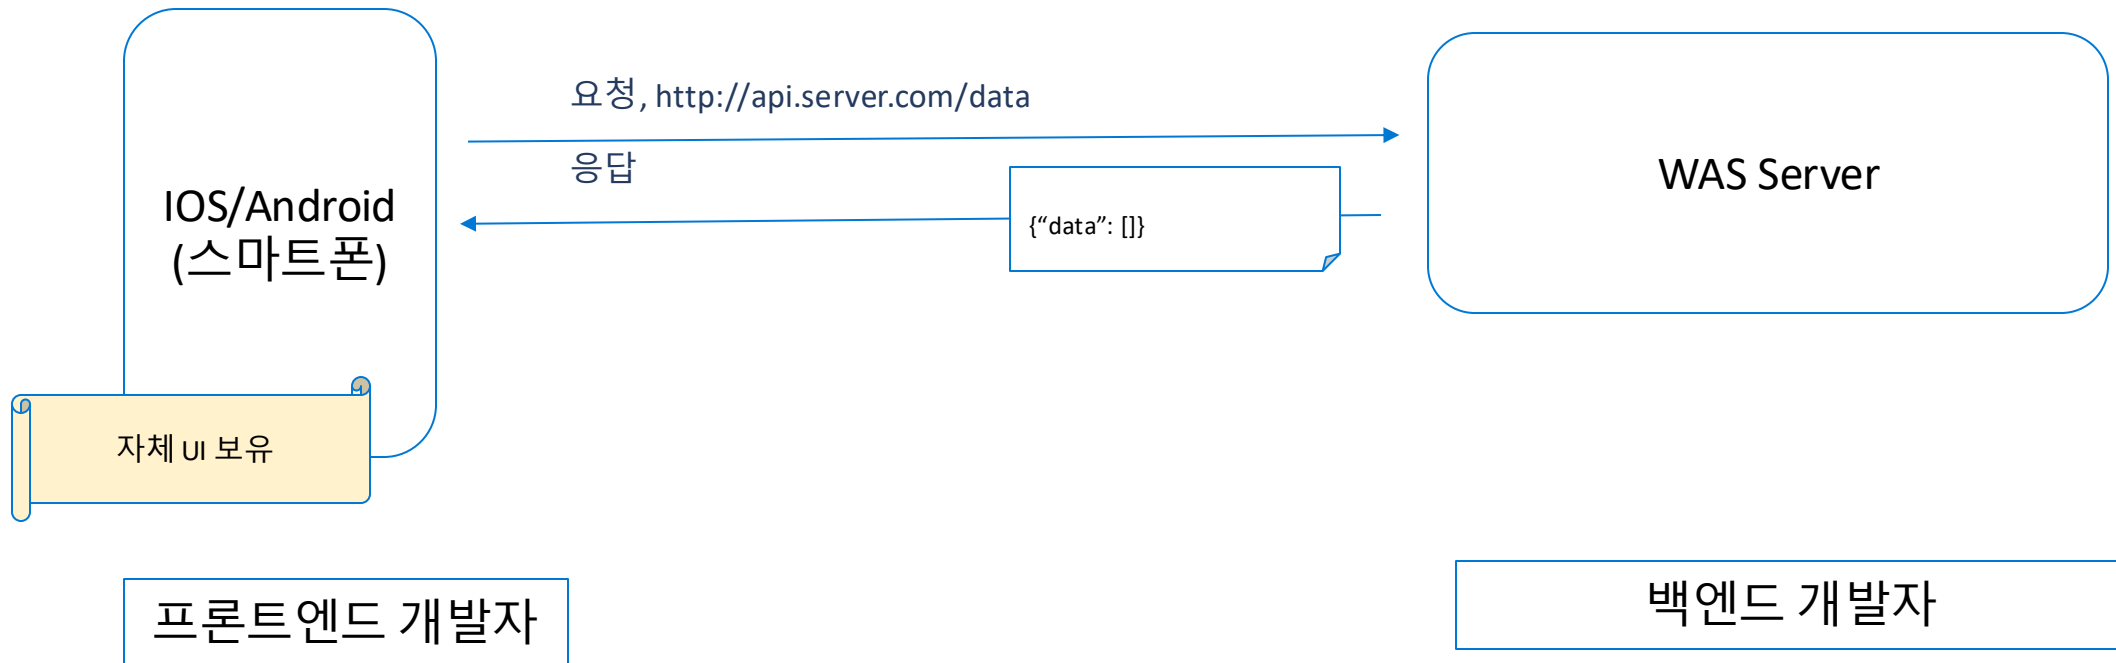 요청, http://api.server.com/data
응답
IOS/Android
(스마트폰)
{“data”: []}
WAS Server
자체 UI 보유
프론트엔드 개발자
백엔드 개발자